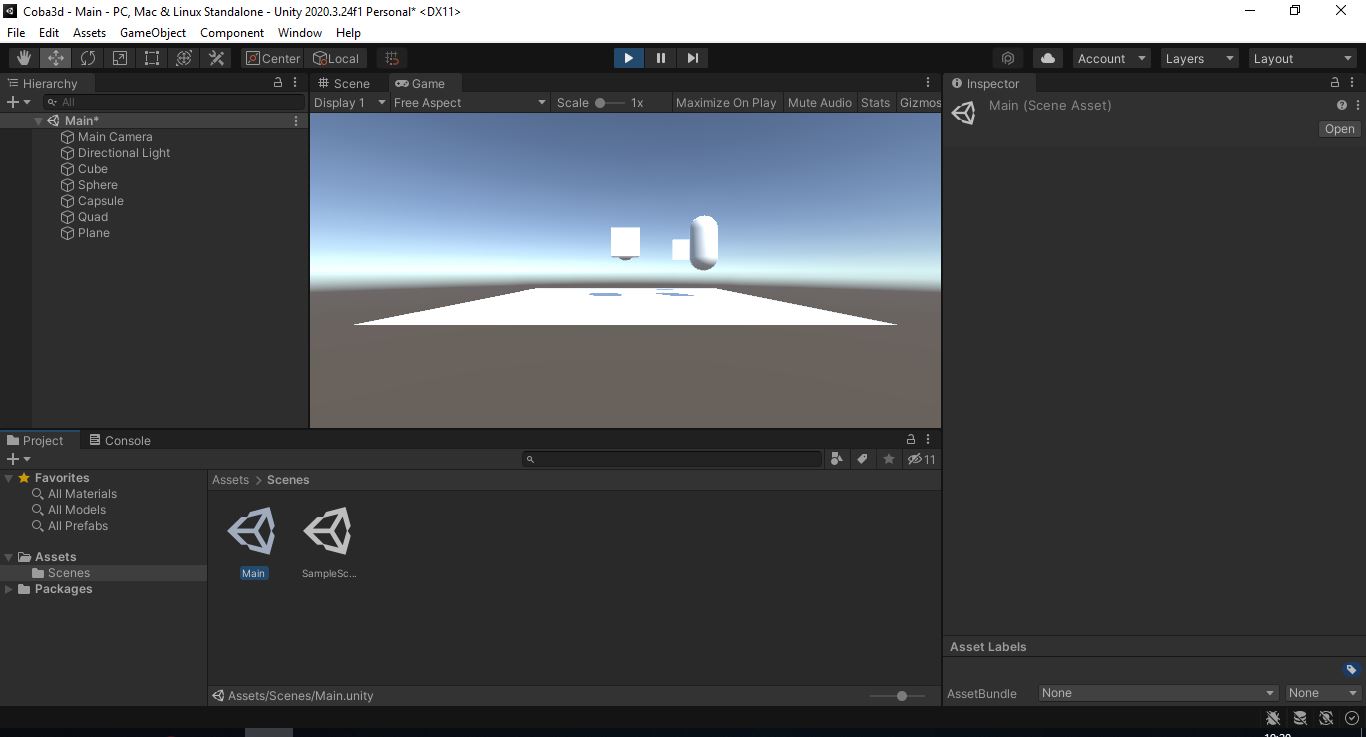 Coba3d - Main - PC, Mac & Linux Standalone - Unity 2020.3.24f1 Personal* <DX11>
File Edit Assets GameObject Component Window Help
Center Local Account Layers Layout
Hierarchy
All
Main*
Main Camera
Directional Light
Cube
Sphere
Capsule
Quad
Plane
Scene Game
Display 1 Free Aspect Scale 1x Maximize On Play Mute Audio Stats Gizmos
Inspector
Main (Scene Asset)
Open
Project Console
11
Favorites
All Materials
All Models
All Prefabs
Assets
Scenes
Packages
Assets > Scenes
Main SampleSc...
Assets/Scenes/Main.unity
Asset Labels
AssetBundle None None